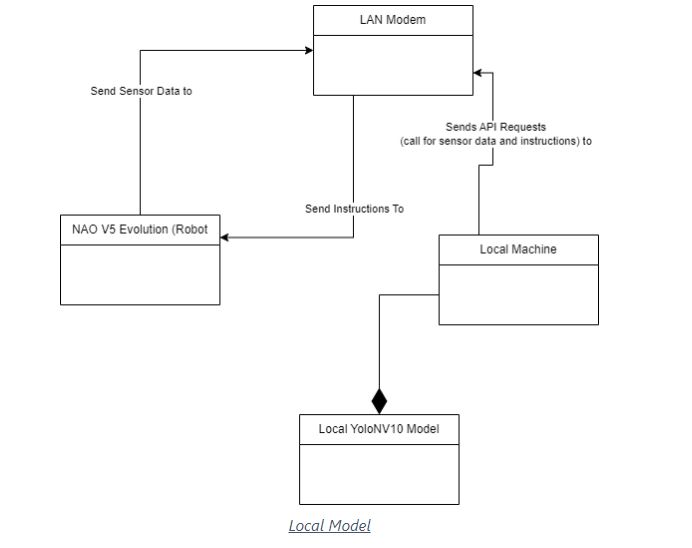 LAN Modem
Send Sensor Data to
Sends API Requests
(call for sensor data and instructions) to
Send Instructions To
NAO V5 Evolution (Robot
Local Machine
Local YoloNV10 Model
Local Model